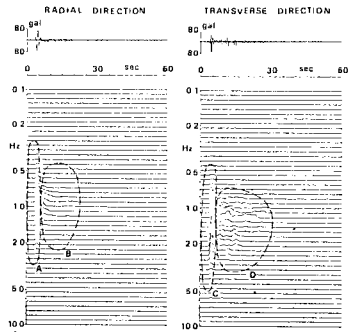 RADIAL DIRECTION
80 gal
80
0 30 SEC 60
0.1
0.2
Hz
0.5
1.0
2.0
5.0
10.0
A
B
TRANSVERSE DIRECTION
80 gal
80
0 30 SEC 60
0.1
0.2
Hz
0.5
1.0
2.0
5.0
10.0
C
D